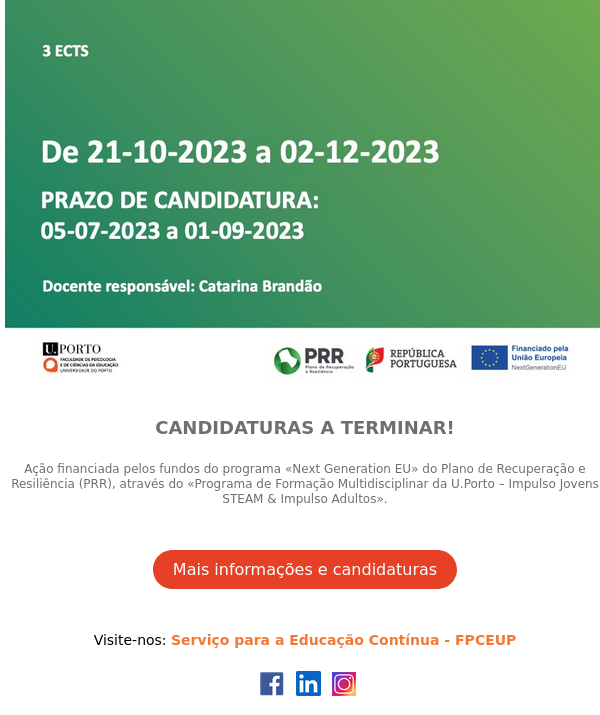 3 ECTS
De 21-10-2023 a 02-12-2023
PRAZO DE CANDIDATURA:
05-07-2023 a 01-09-2023
Docente responsável: Catarina Brandão
U.PORTO
FACULDADE DE PSICOLOGIA
E DE CIÊNCIAS DA EDUCAÇÃO
UNIVERSIDADE DO PORTO
PRR
Plano de Recuperação
e Resiliência
REPÚBLICA
PORTUGUESA
Financiado pela
União Europeia
NextGenerationEU
CANDIDATURAS A TERMINAR!
Ação financiada pelos fundos do programa «Next Generation EU» do Plano de Recuperação e
Resiliência (PRR), através do «Programa de Formação Multidisciplinar da U.Porto – Impulso Jovens
STEAM & Impulso Adultos».
Mais informações e candidaturas
Visite-nos: Serviço para a Educação Contínua - FPCEUP